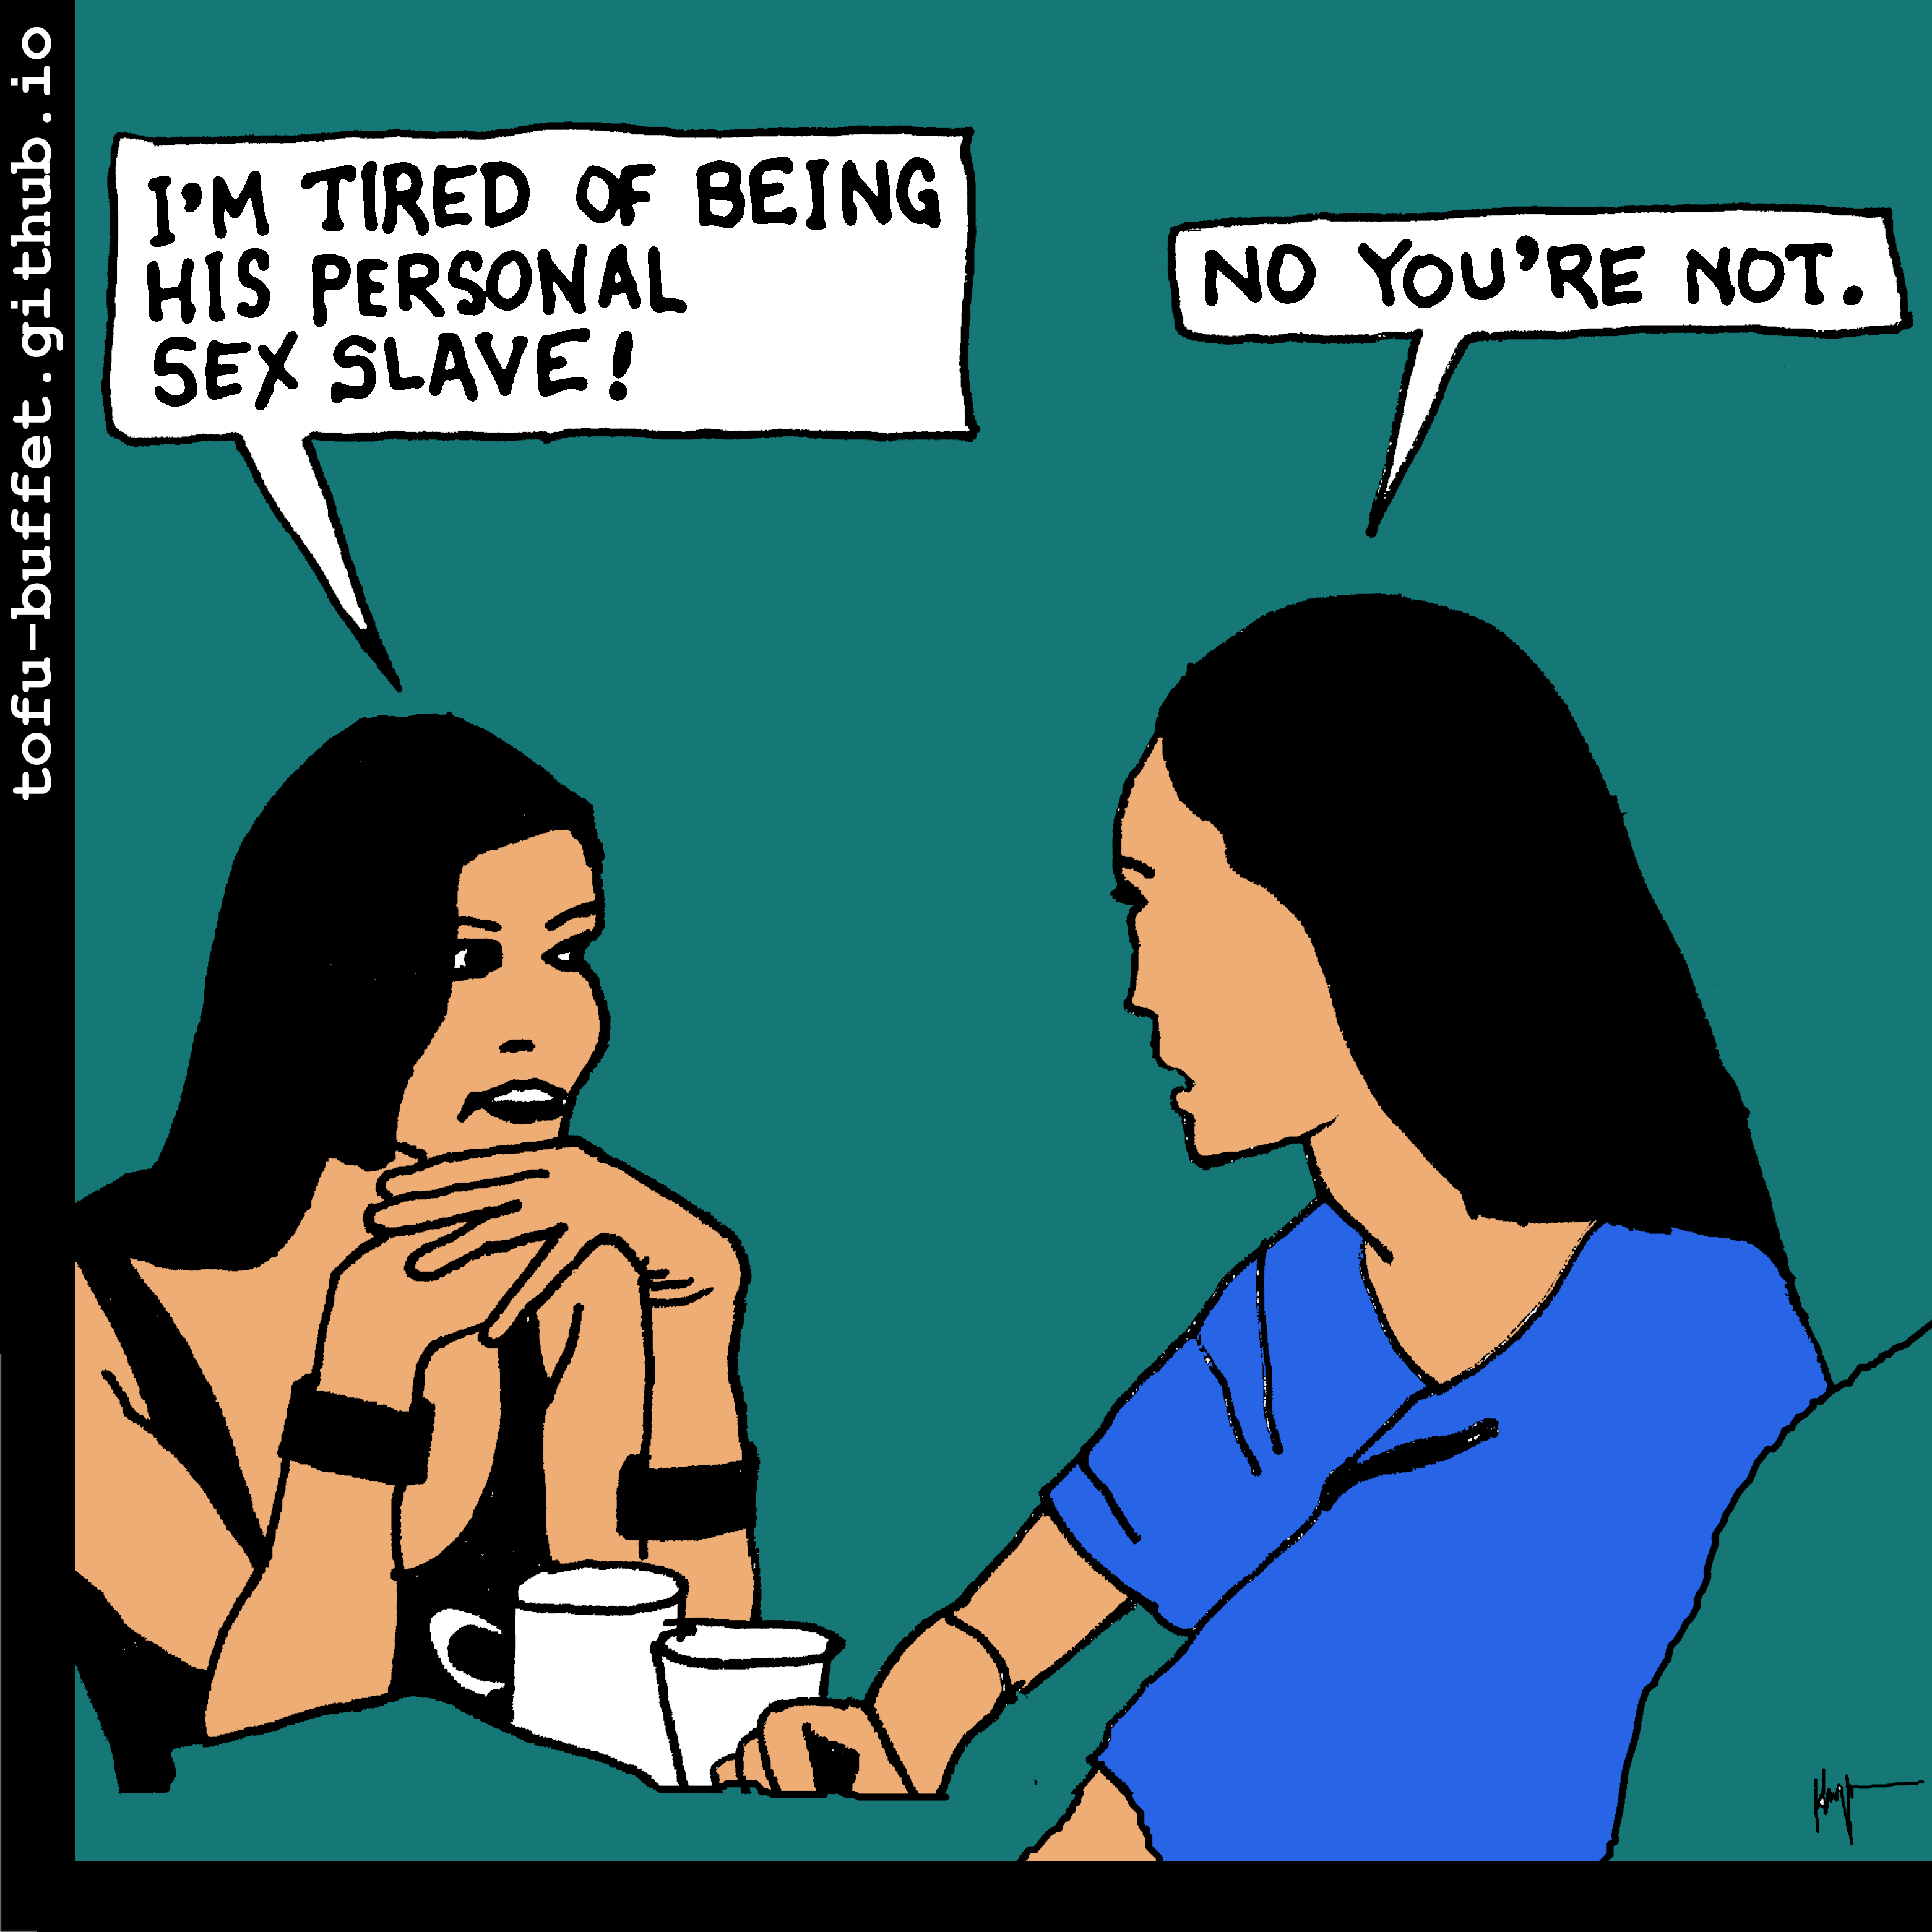 tofu-buffet.github.io
I'M TIRED OF BEING
HIS PERSONAL
SEX SLAVE!
NO YOU'RE NOT.